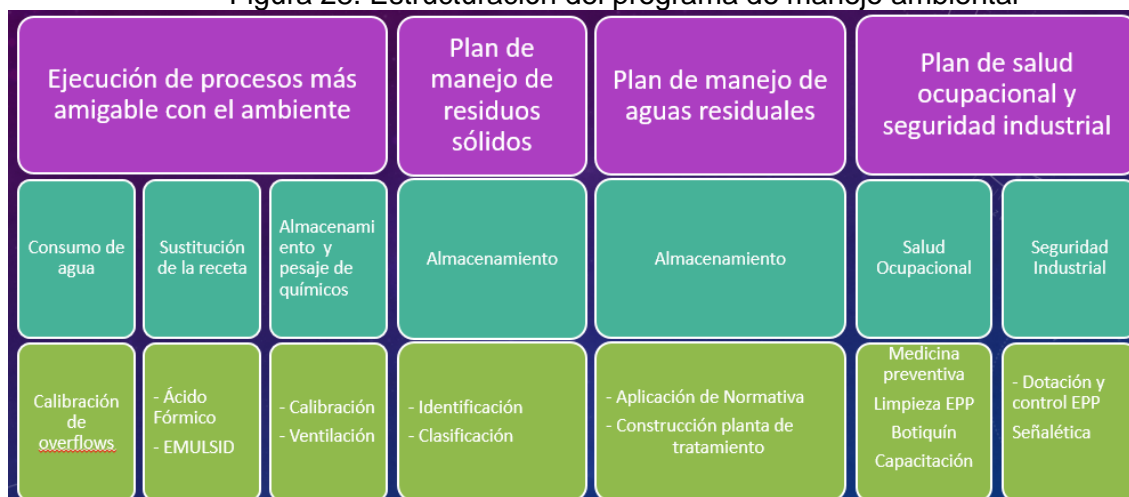 Figura 28. Estructuración del programa de manejo ambiental
Ejecución de procesos más
amigable con el ambiente
Plan de
manejo de
residuos
sólidos
Plan de manejo de
aguas residuales
Plan de salud
ocupacional y
seguridad industrial
Consumo de
agua
Sustitución
de la receta
Almacenami
ento y
pesaje de
químicos
Almacenamiento
Almacenamiento
Salud
Ocupacional
Seguridad
Industrial
Calibración
de
overflows
- Ácido
Fórmico
- EMULSID
- Calibración
- Ventilación
- Identificación
- Clasificación
- Aplicación de Normativa
- Construcción planta de
tratamiento
Medicina
preventiva
Limpieza EPP
Botiquín
Capacitación
- Dotación y
control EPP
Señalética